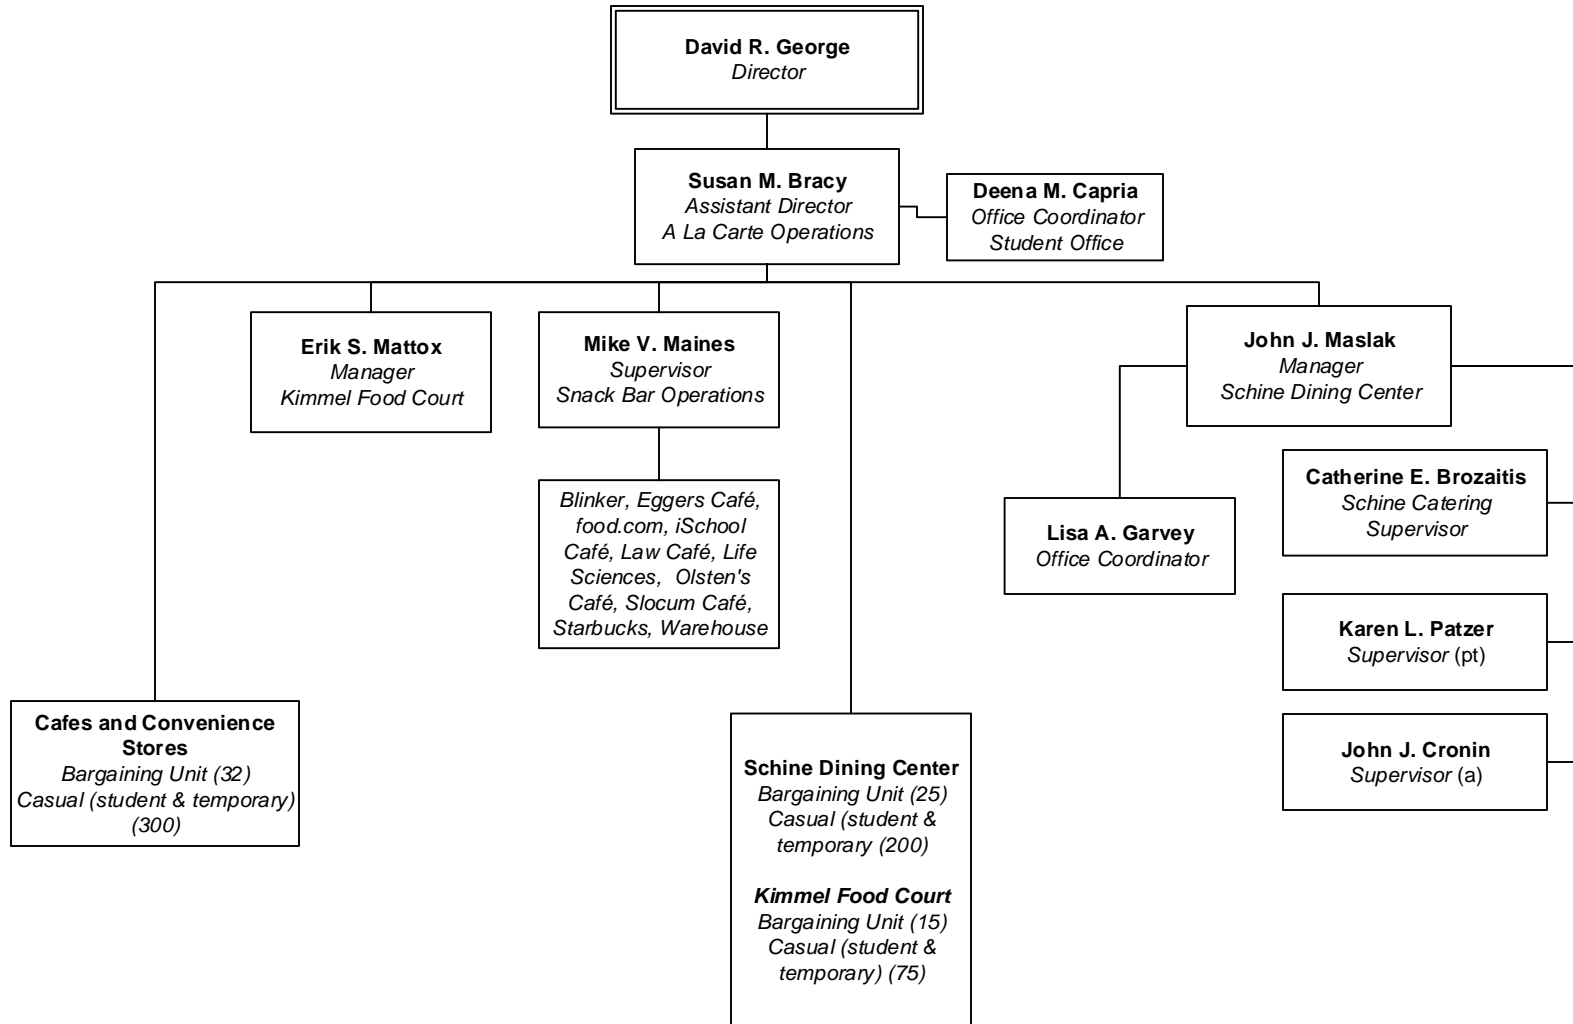 David R. George
Director
Susan M. Bracy
Assistant Director
A La Carte Operations
Deena M. Capria
Office Coordinator
Student Office
Erik S. Mattox
Manager
Kimmel Food Court
Mike V. Maines
Supervisor
Snack Bar Operations
John J. Maslak
Manager
Schine Dining Center
Blinker, Eggers Café,
food.com, iSchool
Café, Law Café, Life
Sciences,  Olsten's
Café, Slocum Café,
Starbucks, Warehouse
Lisa A. Garvey
Office Coordinator
Catherine E. Brozaitis
Schine Catering
Supervisor
Karen L. Patzer
Supervisor (pt)
John J. Cronin
Supervisor (a)
Cafes and Convenience
Stores
Bargaining Unit (32)
Casual (student & temporary)
(300)
Schine Dining Center
Bargaining Unit (25)
Casual (student &
temporary (200)
Kimmel Food Court
Bargaining Unit (15)
Casual (student &
temporary) (75)